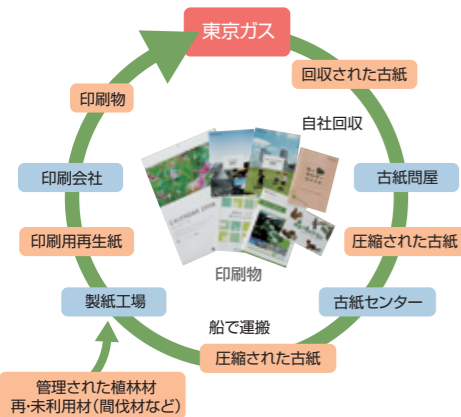 東京ガス
回収された古紙
自社回収
古紙問屋
圧縮された古紙
古紙センター
船で運搬
圧縮された古紙
管理された植林材
再・未利用材(間伐材など)
製紙工場
印刷用再生紙
印刷会社
印刷物
印刷物